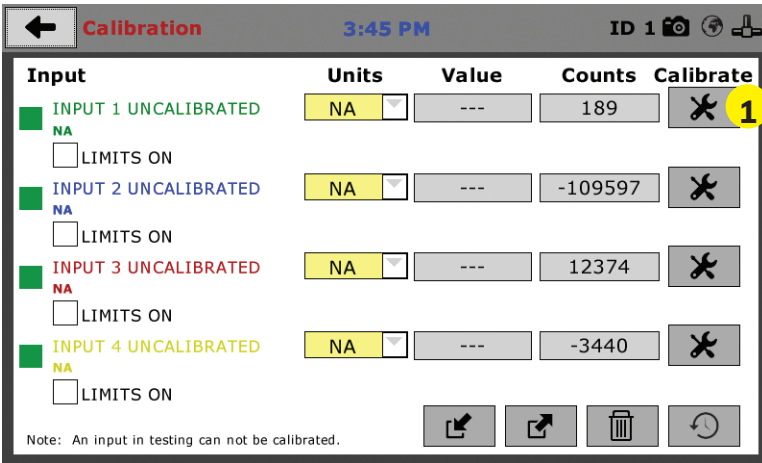 Calibration 3:45 PM ID 1
Input Units Value Counts Calibrate
INPUT 1 UNCALIBRATED NA --- 189 1
NA
LIMITS ON
INPUT 2 UNCALIBRATED NA --- -109597
NA
LIMITS ON
INPUT 3 UNCALIBRATED NA --- 12374
NA
LIMITS ON
INPUT 4 UNCALIBRATED NA --- -3440
NA
LIMITS ON
Note: An input in testing can not be calibrated.